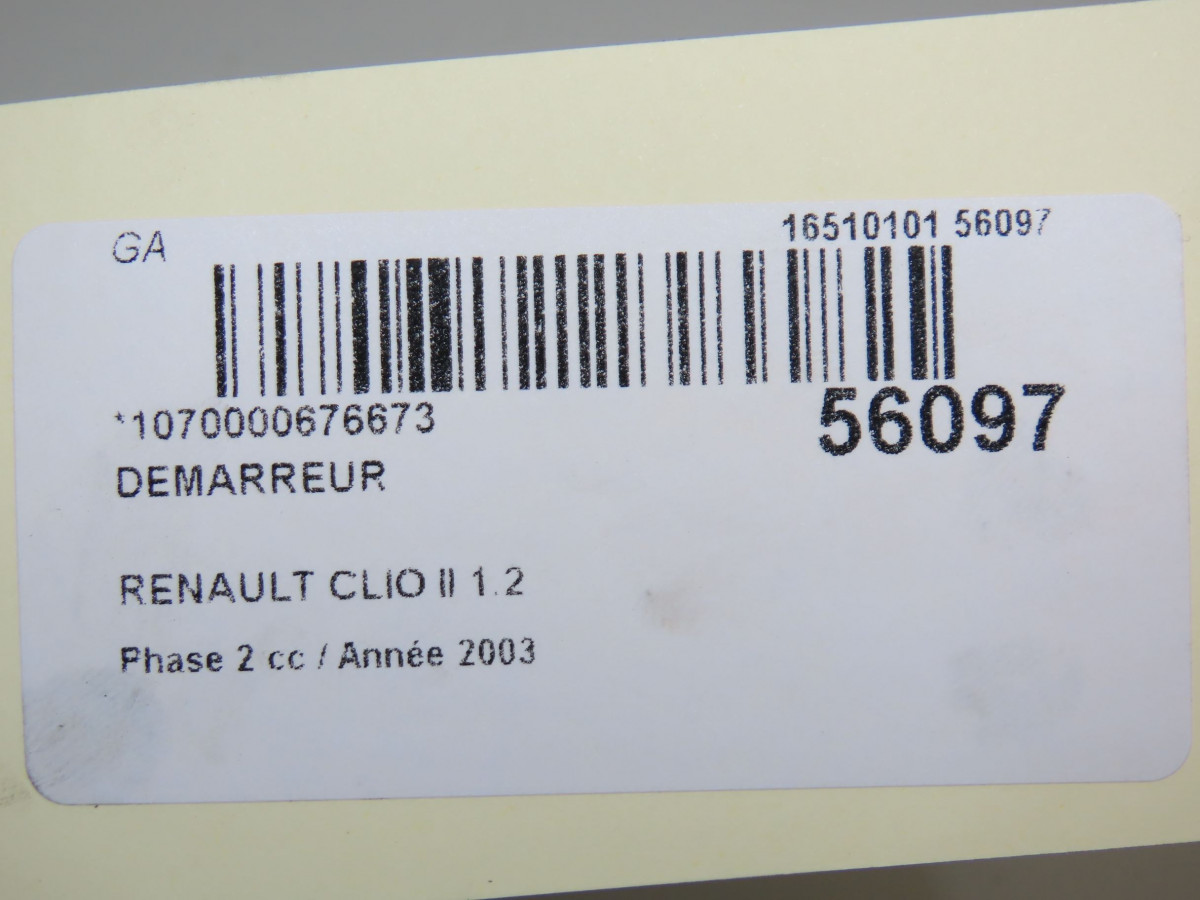 GA
16510101 56097
*1070000676673
56097
DEMARREUR
RENAULT CLIO II 1.2
Phase 2 cc / Année 2003